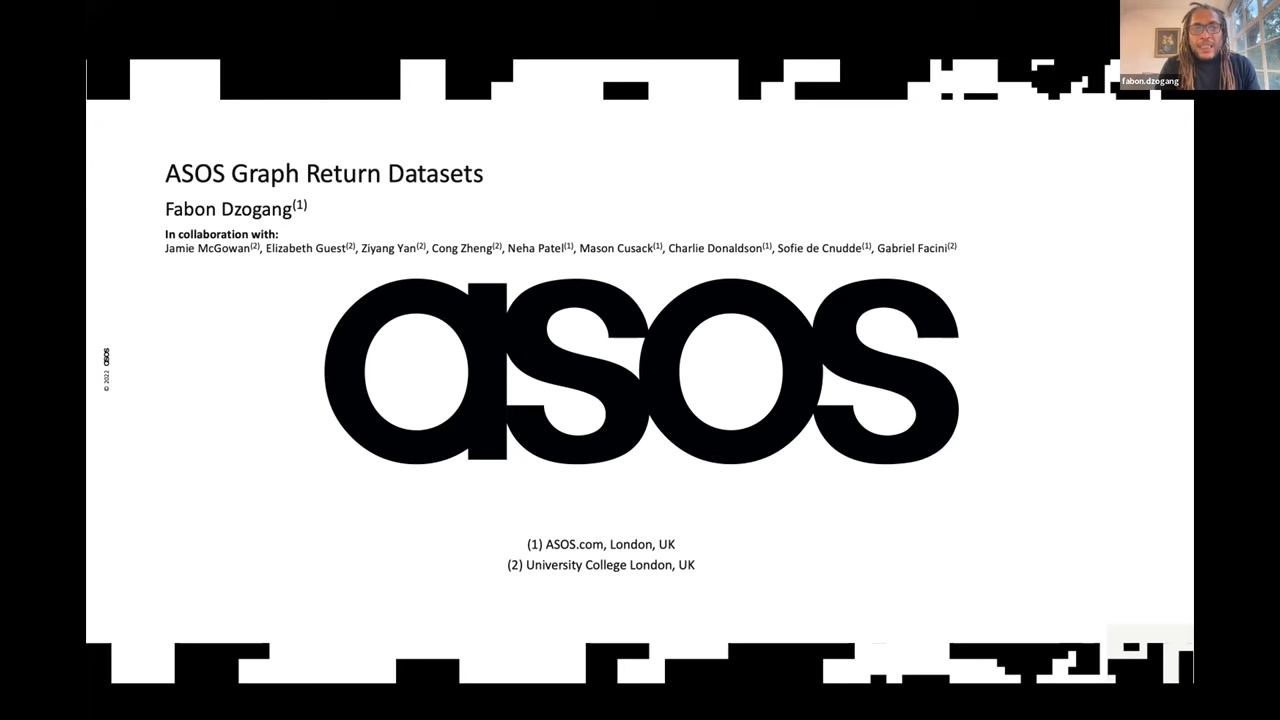 fabon.dzogang
ASOS Graph Return Datasets
Fabon Dzogang(1)
In collaboration with:
Jamie McGowan(2), Elizabeth Guest(2), Ziyang Yan(2), Cong Zheng(2), Neha Patel(1), Mason Cusack(1), Charlie Donaldson(1), Sofie de Cnudde(1), Gabriel Facini(2)
asos
© 2022 asos
(1) ASOS.com, London, UK
(2) University College London, UK